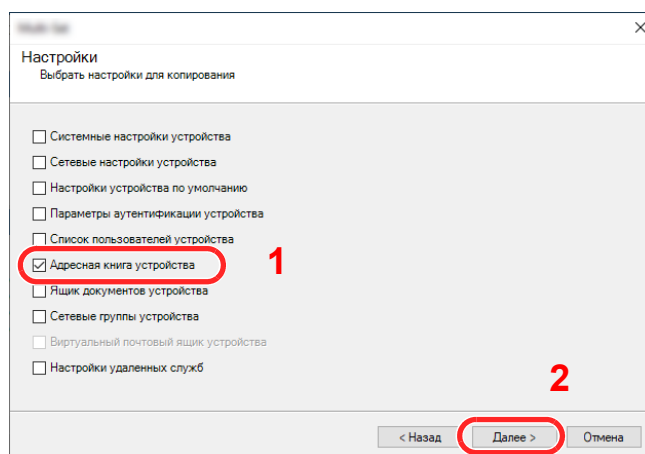 Настройки
Выбрать настройки для копирования
Системные настройки устройства
Сетевые настройки устройства
Настройки устройства по умолчанию
Параметры аутентификации устройства
Список пользователей устройства
Адресная книга устройства
1
Ящик документов устройства
Сетевые группы устройства
Виртуальный почтовый ящик устройства
Настройки удаленных служб
2
< Назад
Далее >
Отмена